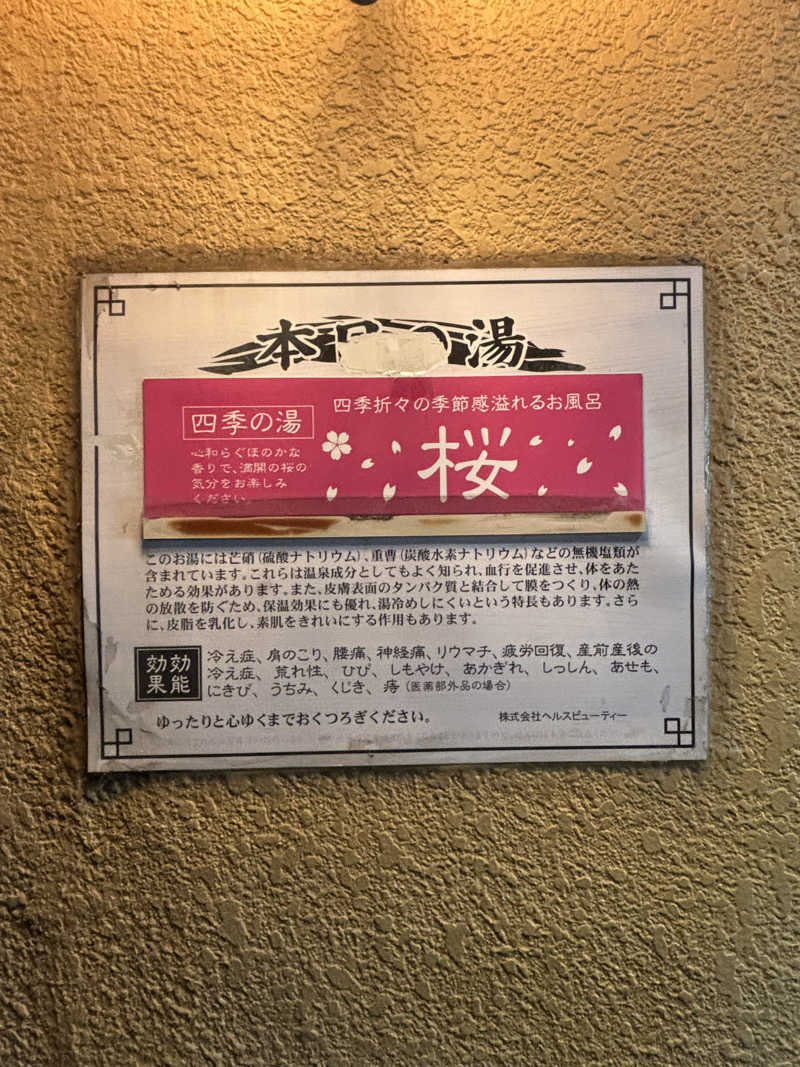 本日の湯
四季の湯
四季折々の季節感溢れるお風呂
心和らぐほのかな
香りで、満開の桜の
気分をお楽しみ
ください。
桜
このお湯には芒硝(硫酸ナトリウム)、重曹(炭酸水素ナトリウム)などの無機塩類が
含まれています。これらは温泉成分としてもよく知られ、血行を促進させ、体をあた
ためる効果があります。また、皮膚表面のタンパク質と結合して膜をつくり、体の熱
の放散を防ぐため、保温効果にも優れ、湯冷めしにくいという特長もあります。さら
に、皮脂を乳化し、素肌をきれいにする作用もあります。
効能
効果
冷え症、肩のこり、腰痛、神経痛、リウマチ、疲労回復、産前産後の
冷え症、荒れ性、ひび、しもやけ、あかぎれ、しっしん、あせも、
にきび、うちみ、くじき、痔(医薬部外品の場合)
ゆったりと心ゆくまでおくつろぎください。
株式会社ヘルスビューティー